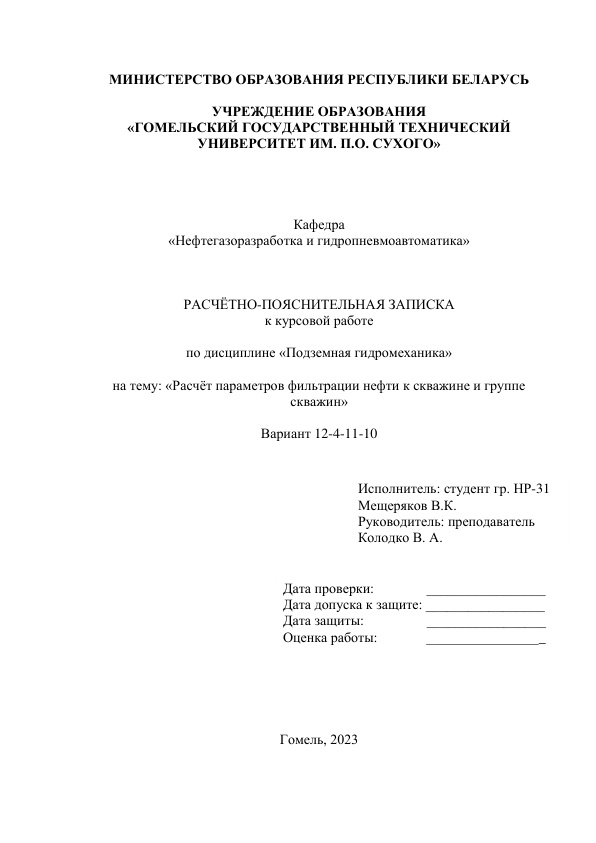 МИНИСТЕРСТВО ОБРАЗОВАНИЯ РЕСПУБЛИКИ БЕЛАРУСЬ
УЧРЕЖДЕНИЕ ОБРАЗОВАНИЯ
«ГОМЕЛЬСКИЙ ГОСУДАРСТВЕННЫЙ ТЕХНИЧЕСКИЙ
УНИВЕРСИТЕТ ИМ. П.О. СУХОГО»
Кафедра
«Нефтегазоразработка и гидропневмоавтоматика»
РАСЧЁТНО-ПОЯСНИТЕЛЬНАЯ ЗАПИСКА
к курсовой работе
по дисциплине «Подземная гидромеханика»
на тему: «Расчёт параметров фильтрации нефти к скважине и группе
скважин»
Вариант 12-4-11-10
Исполнитель: студент гр. НР-31
Мещеряков В.К.
Руководитель: преподаватель
Колодко В. А.
Дата проверки: _________________
Дата допуска к защите: _________________
Дата защиты: _________________
Оценка работы: _________________
Гомель, 2023